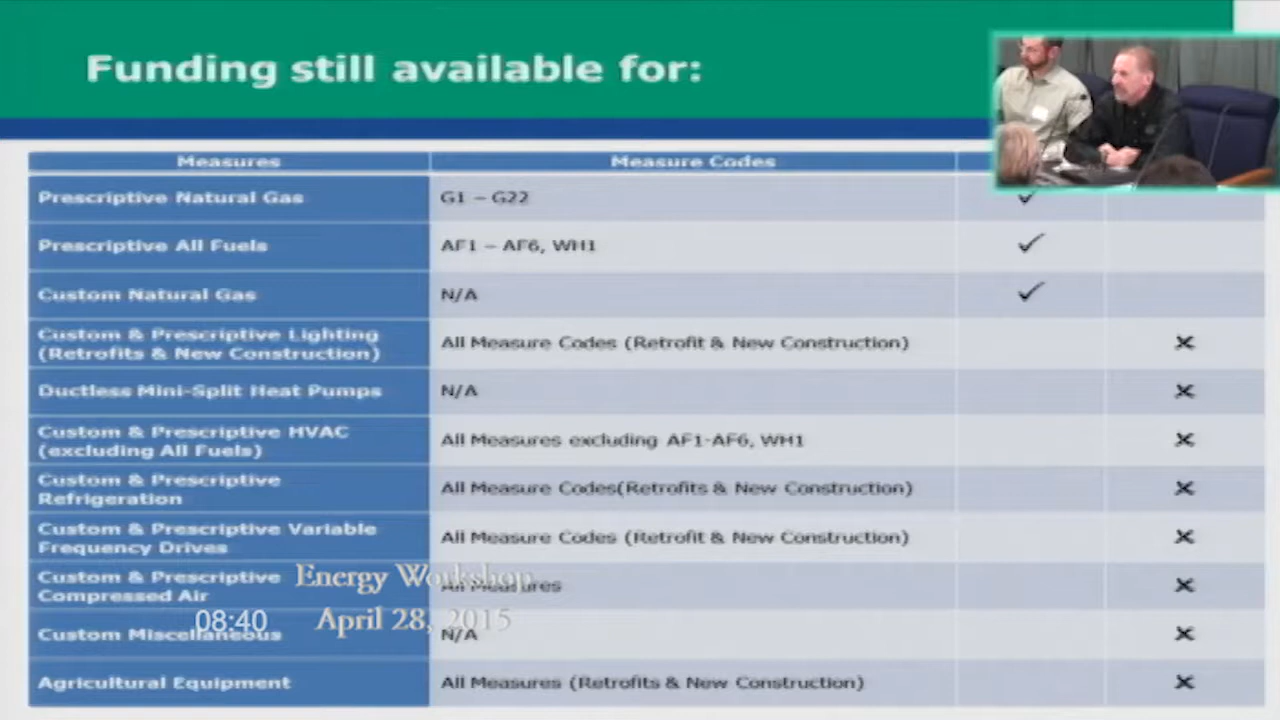 Funding still available for:
Measures Measure Codes
Prescriptive Natural Gas G1 – G22 ✓
Prescriptive All Fuels AF1 – AF6, WH1 ✓
Custom Natural Gas N/A ✓
Custom & Prescriptive Lighting
(Retrofits & New Construction) All Measure Codes (Retrofit & New Construction) ×
Ductless Mini-Split Heat Pumps N/A ×
Custom & Prescriptive HVAC
(excluding All Fuels) All Measures excluding AF1-AF6, WH1 ×
Custom & Prescriptive
Refrigeration All Measure Codes(Retrofits & New Construction) ×
Custom & Prescriptive Variable
Frequency Drives All Measure Codes (Retrofit & New Construction) ×
Custom & Prescriptive
Compressed Air All Measures ×
Energy Workshop
08:40 April 28, 2015
Custom Miscellaneous N/A ×
Agricultural Equipment All Measures (Retrofits & New Construction) ×